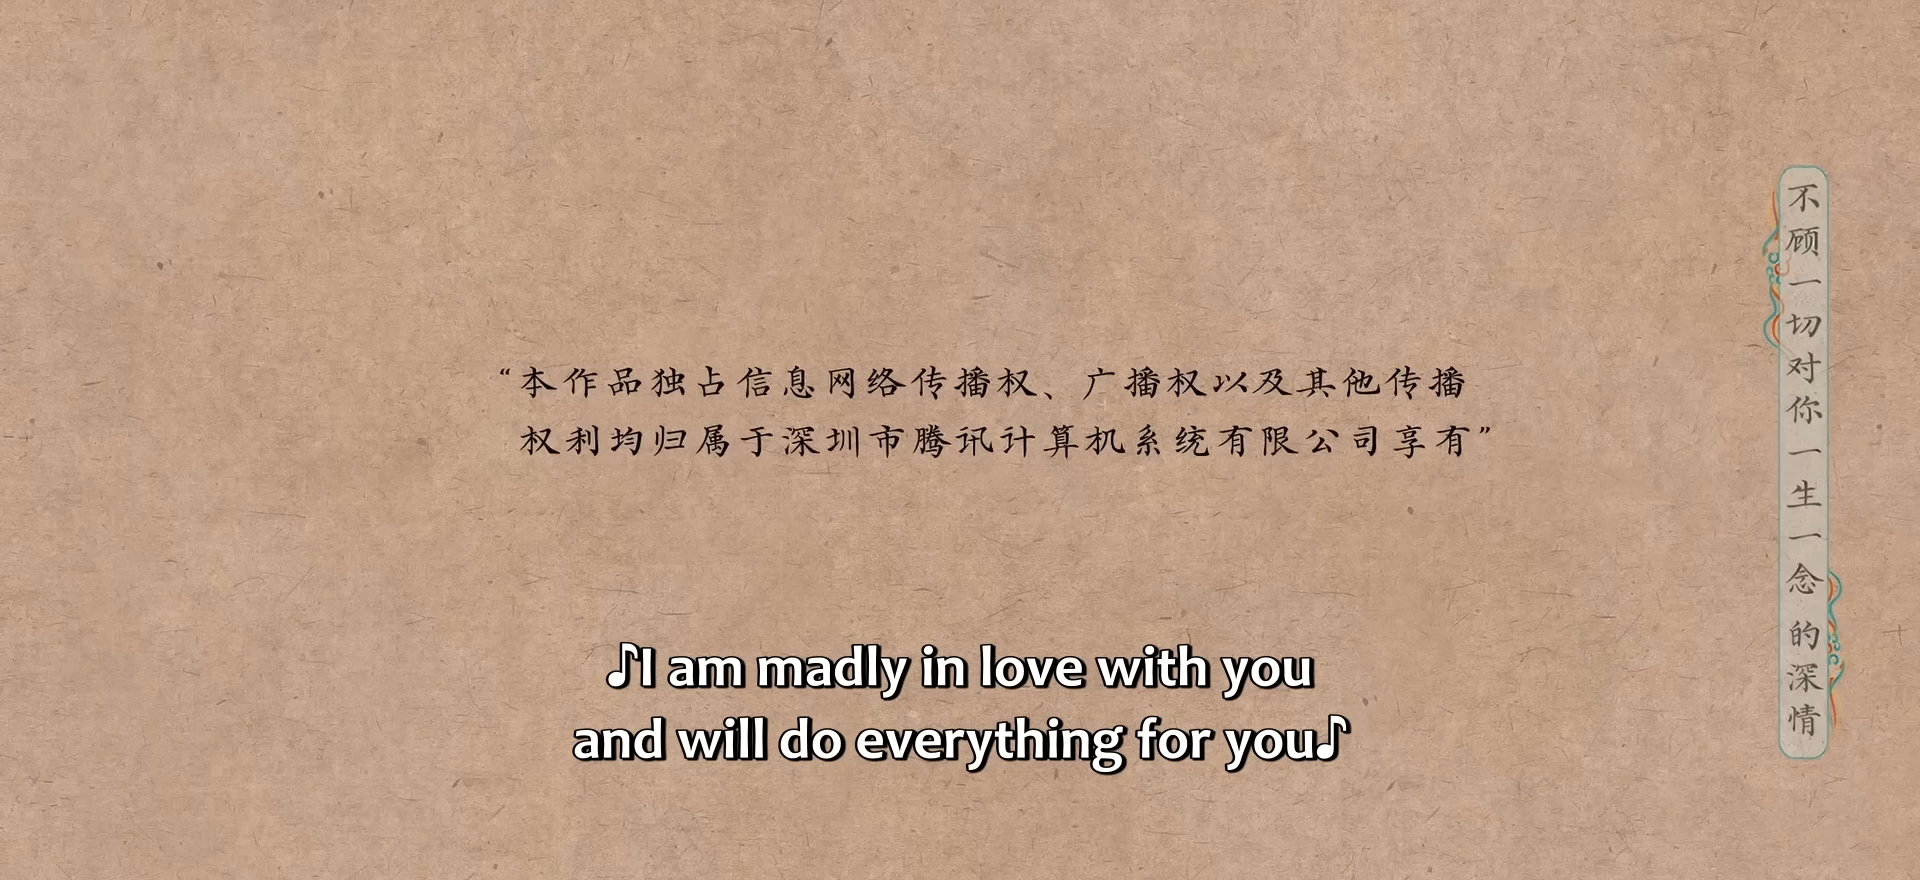 “本作品独占信息网络传播权、广播权以及其他传播
权利均归属于深圳市腾讯计算机系统有限公司享有”
不顾一切对你一生一念的深情
♪I am madly in love with you
and will do everything for you♪